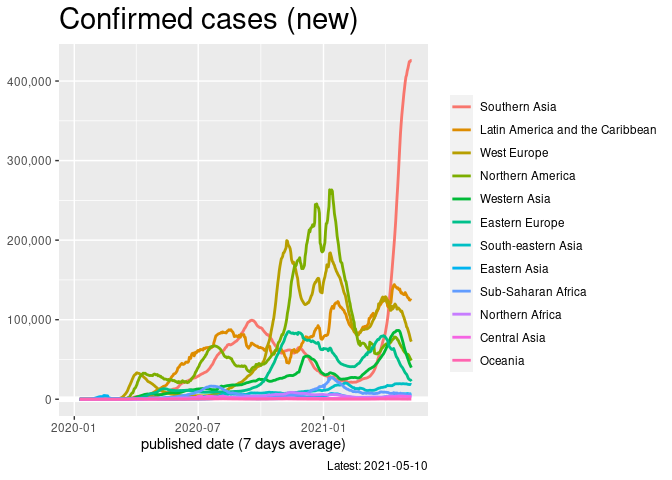 Confirmed cases (new)
400,000
300,000
200,000
100,000
0
2020-01
2020-07
2021-01
published date (7 days average)
Latest: 2021-05-10
Southern Asia
Latin America and the Caribbean
West Europe
Northern America
Western Asia
Eastern Europe
South-eastern Asia
Eastern Asia
Sub-Saharan Africa
Northern Africa
Central Asia
Oceania